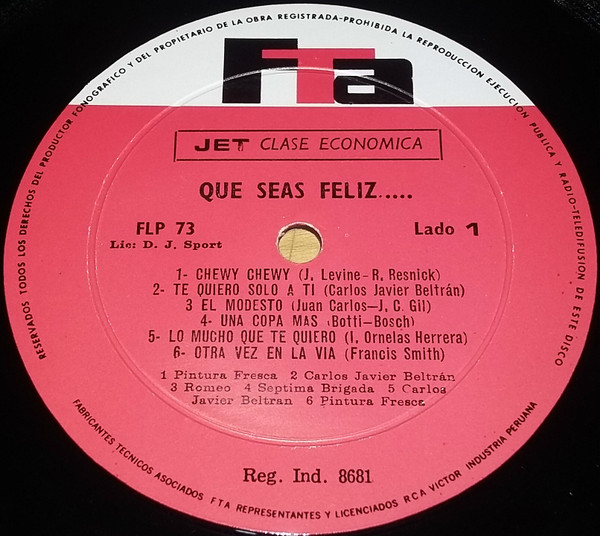 RESERVADOS TODOS LOS DERECHOS DEL PRODUCTOR FONOGRAFICO Y DEL PROPIETARIO DE LA OBRA REGISTRADA-PROHIBIDA LA REPRODUCCION EJECUCION PUBLICA Y RADIO-TELEDIFUSION DE ESTE DISCO
FTa
JET CLASE ECONOMICA
QUE SEAS FELIZ.....
FLP 73
Lado 1
Lic: D. J. Sport
1- CHEWY CHEWY (J. Levine-R. Resnick)
2- TE QUIERO SOLO A TI (Carlos Javier Beltrán)
3 EL MODESTO (Juan Carlos-J. C. Gil)
4- UNA COPA MAS (Botti-Bosch)
5- LO MUCHO QUE TE QUIERO (I. Ornelas Herrera)
6- OTRA VEZ EN LA VIA (Francis Smith)
1 Pintura Fresca 2 Carlos Javier Beltrán
3 Romeo 4 Septima Brigada 5 Carlos
Javier Beltran 6 Pintura Fresca
Reg. Ind. 8681
FABRICANTES TECNICOS ASOCIADOS FTA REPRESENTANTES Y LICENCIADOS RCA VICTOR INDUSTRIA PERUANA